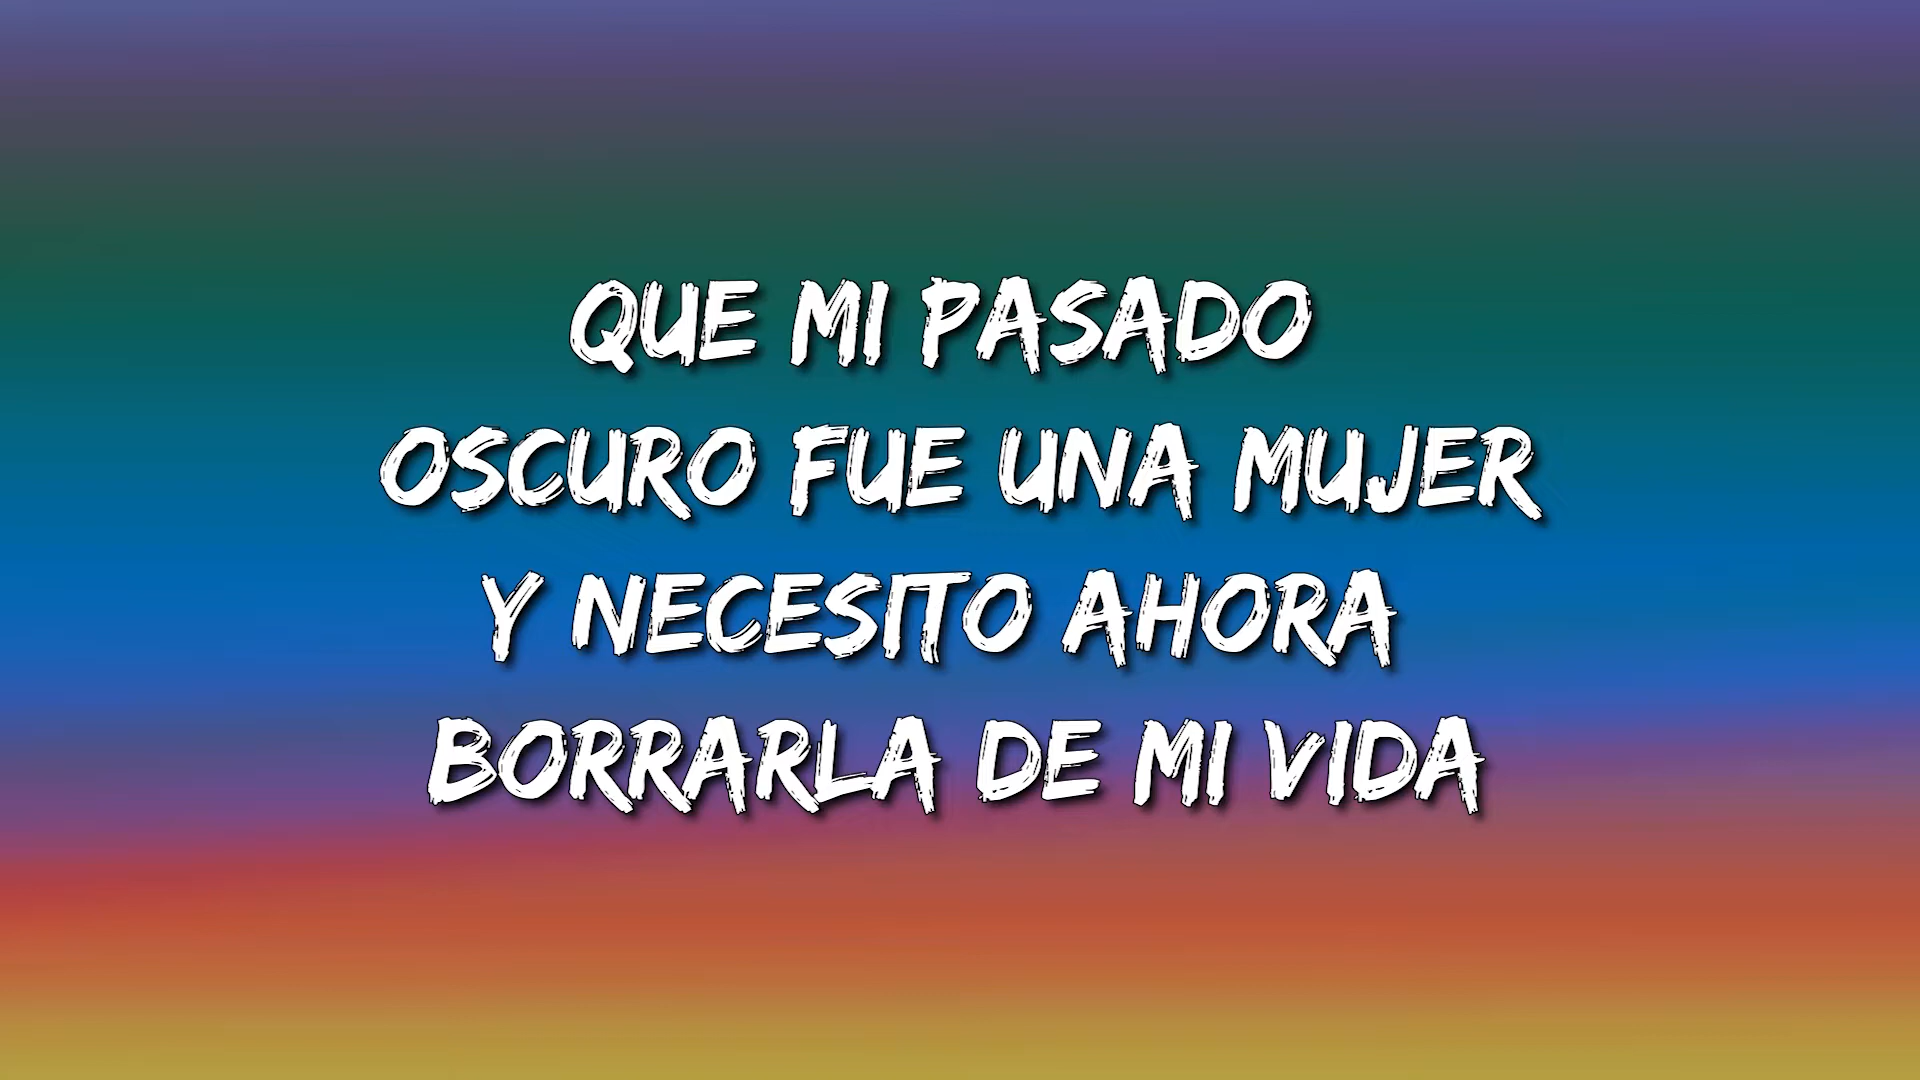 QUE MI PASADO
OSCURO FUE UNA MUJER
Y NECESITO AHORA
BORRARLA DE MI VIDA